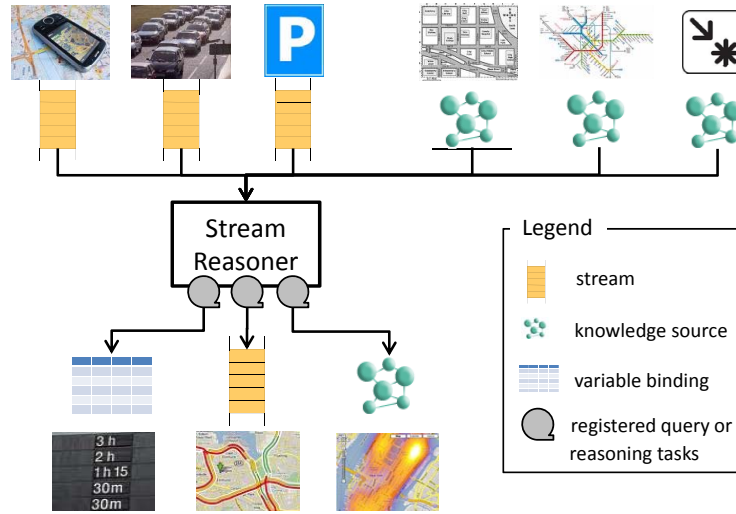 P
Stream
Reasoner
Legend
stream
knowledge source
variable binding
registered query or
reasoning tasks
3 h
2 h
1 h 15
30m
30m